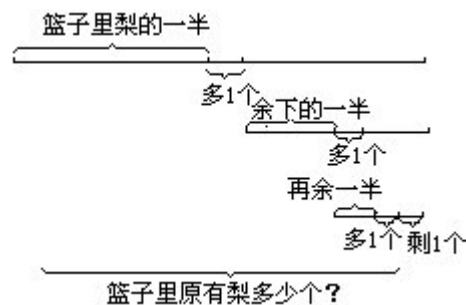 篮子里梨的一半
多1个
余下的一半
多1个
再余一半
多1个 剩1个
篮子里原有梨多少个?